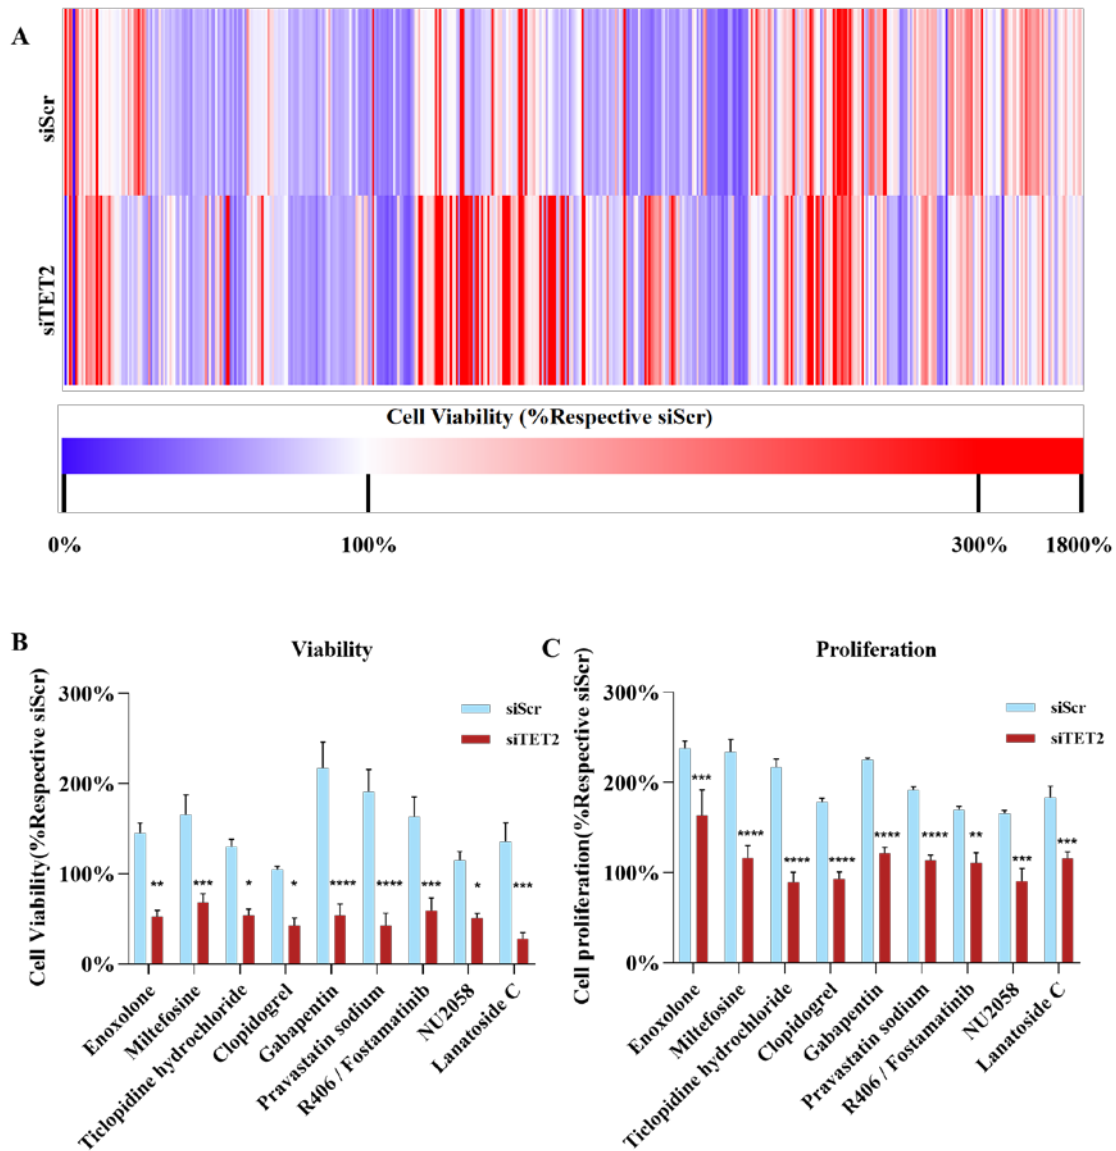 A
siScr
siTET2
Cell Viability (%Respective siScr)
0%
100%
300%
1800%
B
Viability
Cell Viability(%Respective siScr)
300%
200%
100%
0%
siScr
siTET2
**
***
*
*
****
****
***
*
***
Enoxolone
Miltefosine
Ticlopidine hydrochloride
Clopidogrel
Gabapentin
Pravastatin sodium
R406 / Fostamatinib
NU2058
Lanatoside C
C
Proliferation
Cell proliferation(%Respective siScr)
300%
200%
100%
0%
siScr
siTET2
***
****
****
****
****
****
**
***
***
Enoxolone
Miltefosine
Ticlopidine hydrochloride
Clopidogrel
Gabapentin
Pravastatin sodium
R406 / Fostamatinib
NU2058
Lanatoside C